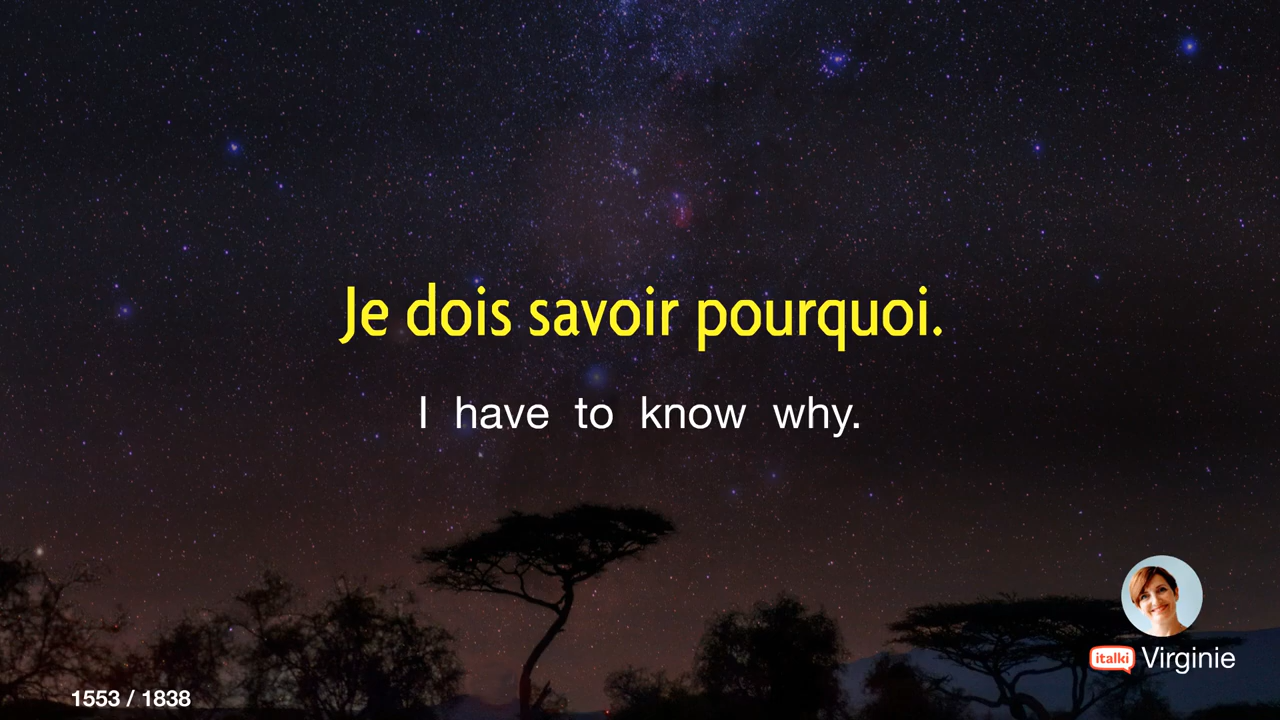 Je dois savoir pourquoi.
I have to know why.
italki Virginie
1553 / 1838